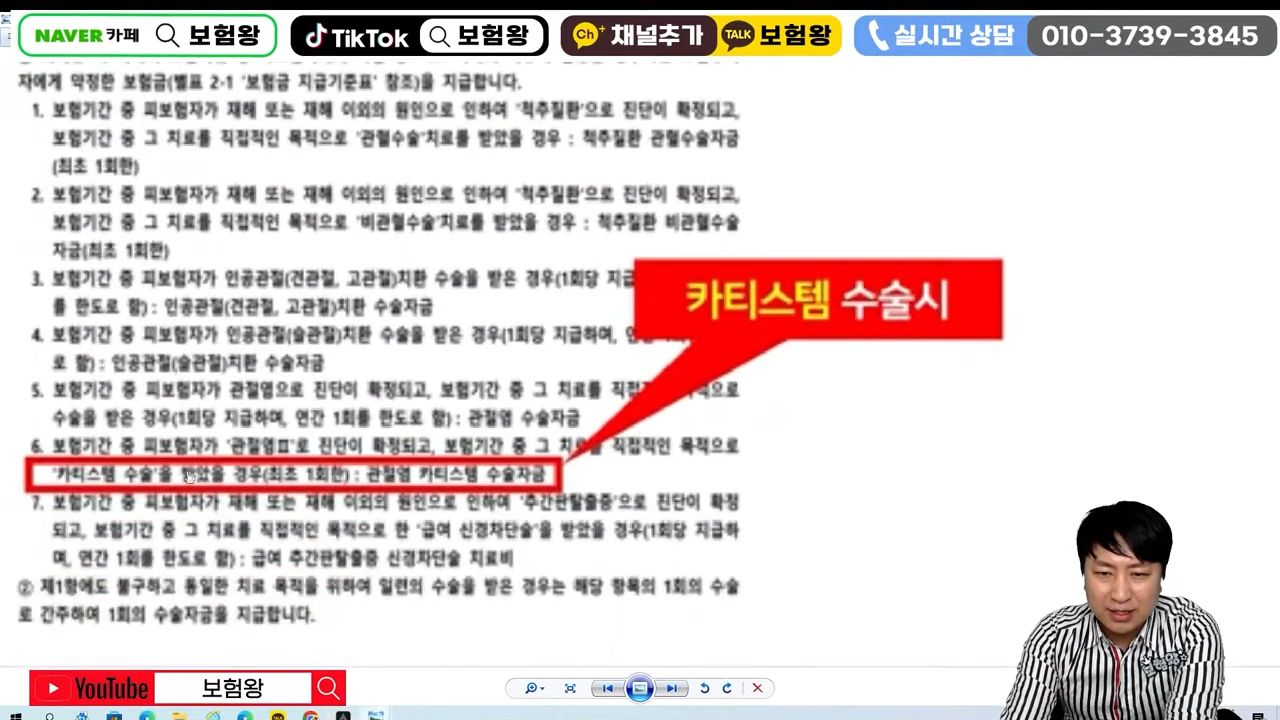 NAVER 카페 보험왕
TikTok 보험왕
Ch+ 채널추가 TALK 보험왕
실시간 상담 010-3739-3845
자에게 약정한 보험금(별표 2-1 '보험금 지급기준표' 참조)을 지급합니다.
1. 보험기간 중 피보험자가 재해 또는 재해 이외의 원인으로 인하여 '척추질환'으로 진단이 확정되고,
보험기간 중 그 치료를 직접적인 목적으로 '관혈수술'치료를 받았을 경우 : 척추질환 관혈수술자금
(최초 1회한)
2. 보험기간 중 피보험자가 재해 또는 재해 이외의 원인으로 인하여 '척추질환'으로 진단이 확정되고,
보험기간 중 그 치료를 직접적인 목적으로 '비관혈수술'치료를 받았을 경우 : 척추질환 비관혈수술
자금(최초 1회한)
3. 보험기간 중 피보험자가 인공관절(견관절, 고관절)치환 수술을 받은 경우(1회당 지급
를 한도로 함) : 인공관절(견관절, 고관절)치환 수술자금
카티스템 수술시
4. 보험기간 중 피보험자가 인공관절(슬관절)치환 수술을 받은 경우(1회당 지급하며,
로 함) : 인공관절(슬관절)치환 수술자금
5. 보험기간 중 피보험자가 관절염으로 진단이 확정되고, 보험기간 중 그 치료를 목적으로
수술을 받은 경우(1회당 지급하며, 연간 1회를 한도로 함) : 관절염 수술자금
6. 보험기간 중 피보험자가 '관절염Ⅲ'로 진단이 확정되고, 보험기간 중 그 치료를 직접적인 목적으로
'카티스템 수술'을 받았을 경우(최초 1회한) : 관절염 카티스템 수술자금
7. 보험기간 중 피보험자가 재해 또는 재해 이외의 원인으로 인하여 '추간판탈출증'으로 진단이 확정
되고, 보험기간 중 그 치료를 직접적인 목적으로 한 '급여 신경차단술'을 받았을 경우(1회당 지급하
며, 연간 1회를 한도로 함) : 급여 추간판탈출증 신경차단술 치료비
② 제1항에도 불구하고 동일한 치료 목적을 위하여 일련의 수술을 받은 경우는 해당 항목의 1회의 수술
로 간주하여 1회의 수술자금을 지급합니다.
YouTube 보험왕